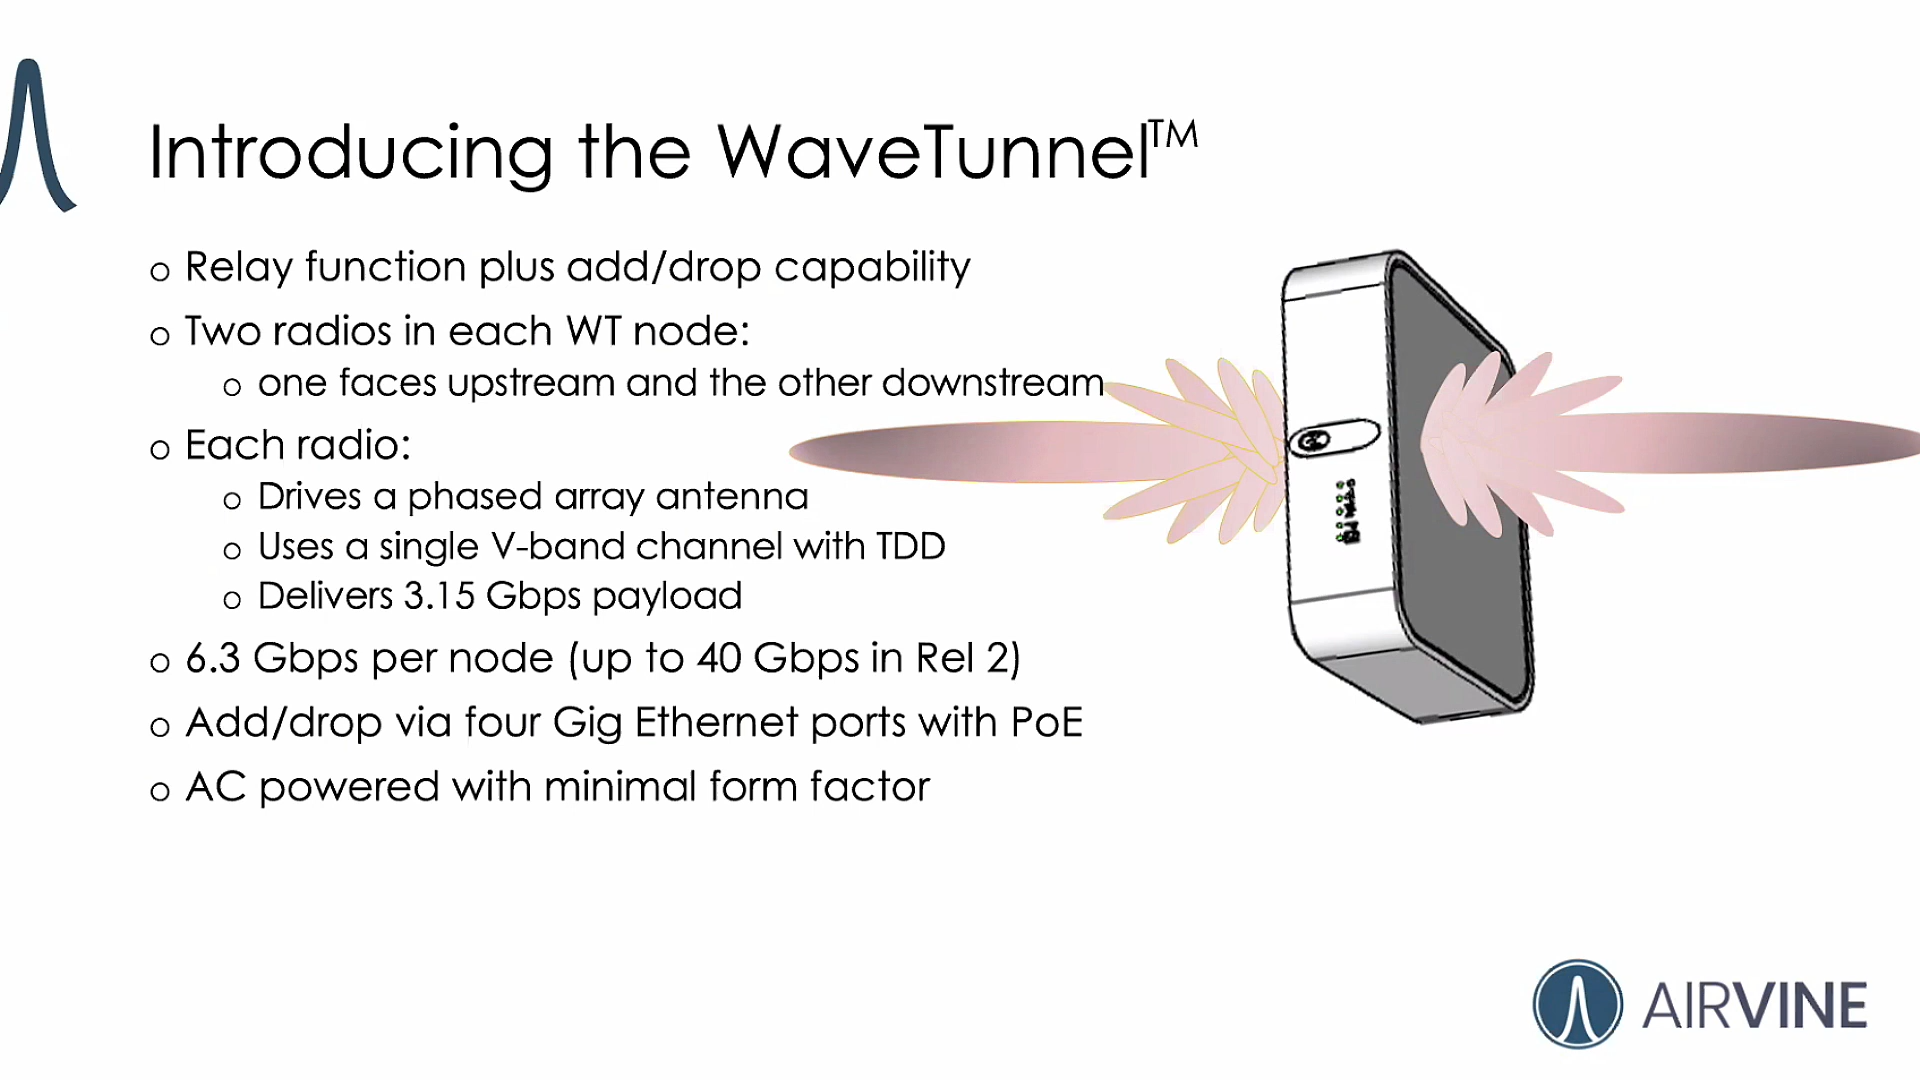 Introducing the WaveTunnel™
o Relay function plus add/drop capability
o Two radios in each WT node:
o one faces upstream and the other downstream
o Each radio:
o Drives a phased array antenna
o Uses a single V-band channel with TDD
o Delivers 3.15 Gbps payload
o 6.3 Gbps per node (up to 40 Gbps in Rel 2)
o Add/drop via four Gig Ethernet ports with PoE
o AC powered with minimal form factor
AIRVINE